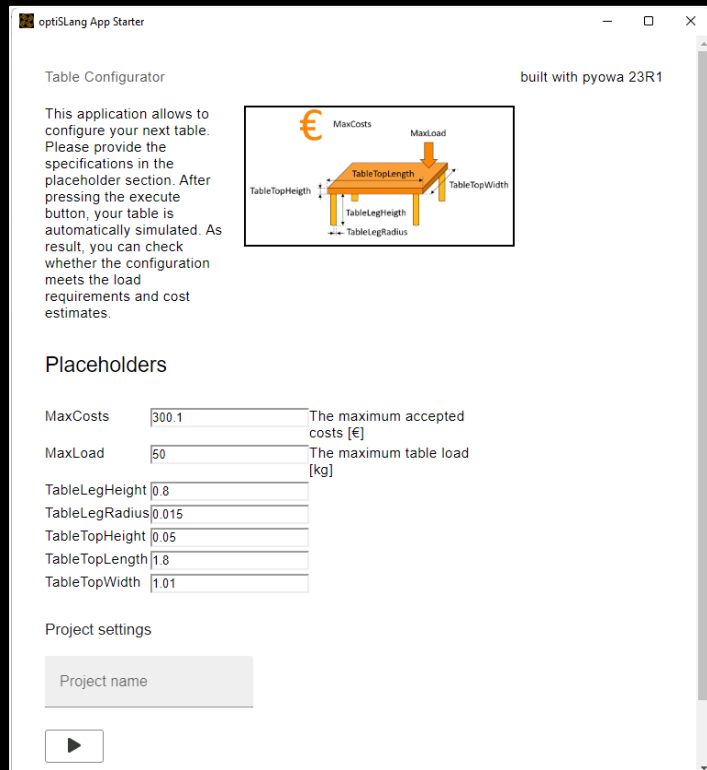 optiSLang App Starter
Table Configurator
built with pyowa 23R1
This application allows to
configure your next table.
Please provide the
specifications in the
placeholder section. After
pressing the execute
button, your table is
automatically simulated. As
result, you can check
whether the configuration
meets the load
requirements and cost
estimates.
€
MaxCosts
MaxLoad
TableTopLength
TableTopHeigth
TableTopWidth
TableLegHeigth
TableLegRadius
Placeholders
MaxCosts 300.1 The maximum accepted
costs [€]
MaxLoad 50 The maximum table load
[kg]
TableLegHeight 0.8
TableLegRadius 0.015
TableTopHeight 0.05
TableTopLength 1.8
TableTopWidth 1.01
Project settings
Project name